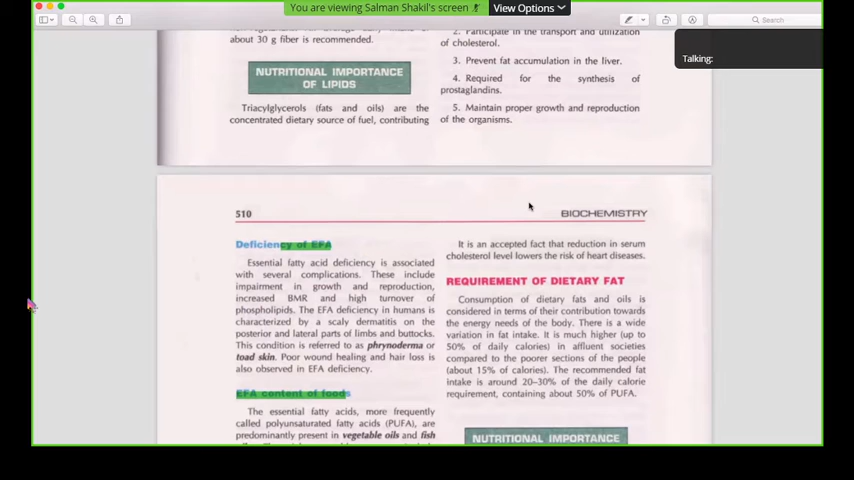 You are viewing Salman Shakil's screen
View Options
Search
Talking:
about 30 g fiber is recommended.
NUTRITIONAL IMPORTANCE
OF LIPIDS
Triacylglycerols (fats and oils) are the
concentrated dietary source of fuel, contributing
2. Participate in the transport and utilization
of cholesterol.
3. Prevent fat accumulation in the liver.
4. Required for the synthesis of
prostaglandins.
5. Maintain proper growth and reproduction
of the organisms.
510
BIOCHEMISTRY
Deficiency of EFA
Essential fatty acid deficiency is associated
with several complications. These include
impairment in growth and reproduction,
increased BMR and high turnover of
phospholipids. The EFA deficiency in humans is
characterized by a scaly dermatitis on the
posterior and lateral parts of limbs and buttocks.
This condition is referred to as phrynoderma or
toad skin. Poor wound healing and hair loss is
also observed in EFA deficiency.
EFA content of foods
The essential fatty acids, more frequently
called polyunsaturated fatty acids (PUFA), are
predominantly present in vegetable oils and fish
It is an accepted fact that reduction in serum
cholesterol level lowers the risk of heart diseases.
REQUIREMENT OF DIETARY FAT
Consumption of dietary fats and oils is
considered in terms of their contribution towards
the energy needs of the body. There is a wide
variation in fat intake. It is much higher (up to
50% of daily calories) in affluent societies
compared to the poorer sections of the people
(about 15% of calories). The recommended fat
intake is around 20–30% of the daily calorie
requirement, containing about 50% of PUFA.
NUTRITIONAL IMPORTANCE